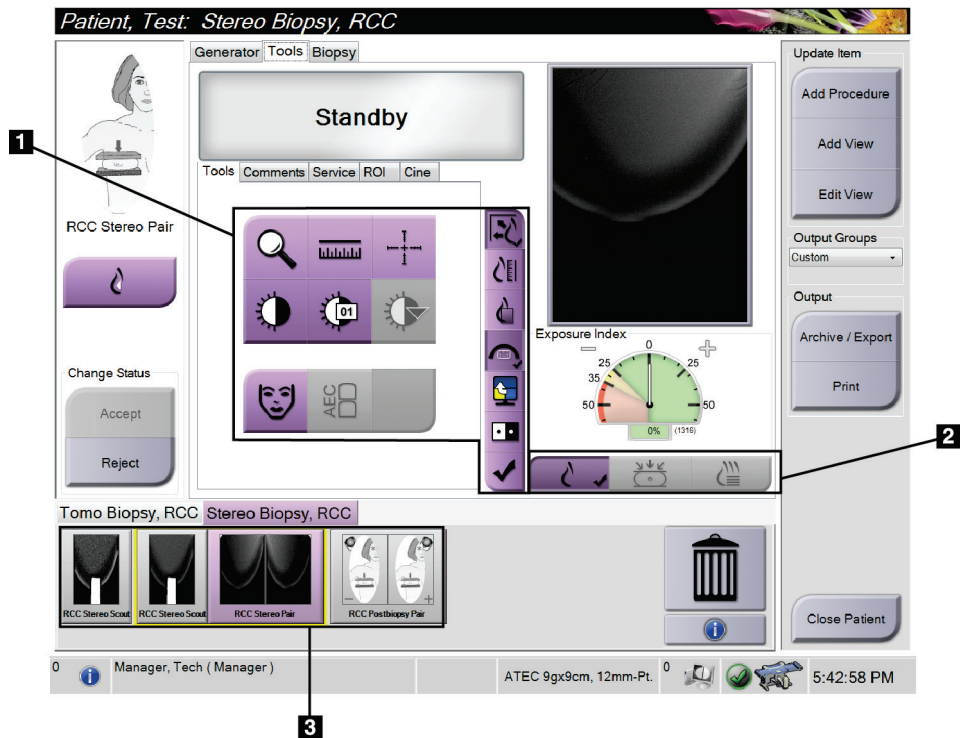 Patient, Test: Stereo Biopsy, RCC
Generator Tools Biopsy
Standby
Tools Comments Service ROI Cine
1
RCC Stereo Pair
01
AEC
Change Status
Accept
Reject
Exposure Index
0
25 25
35
50 50
0% (1316)
2
Update Item
Add Procedure
Add View
Edit View
Output Groups
Custom
Output
Archive / Export
Print
Close Patient
Tomo Biopsy, RCC Stereo Biopsy, RCC
RCC Stereo Scout RCC Stereo Scout RCC Stereo Pair RCC Postbiopsy Pair
3
0 Manager, Tech ( Manager ) ATEC 9gx9cm, 12mm-Pt. 0 5:42:58 PM